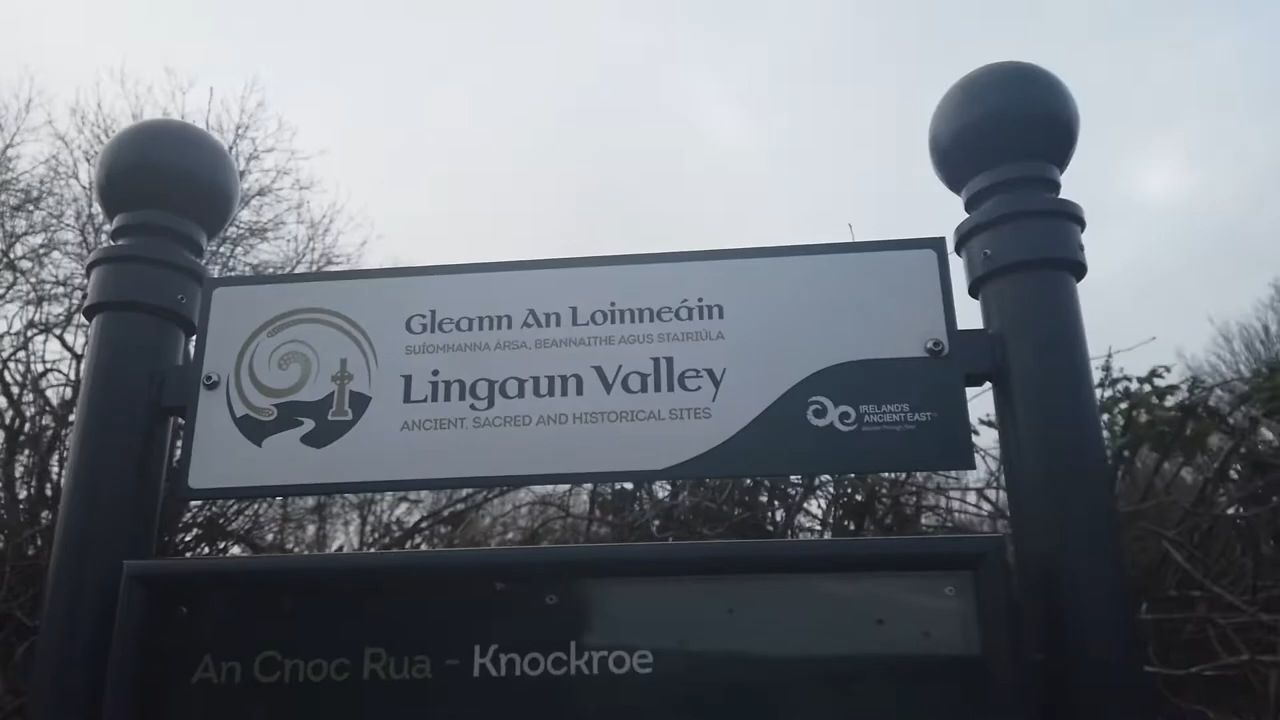 Gleann An Loinneáin
SUÍOMHANNA ÁRSA, BEANNAITHE AGUS STAIRIÚLA
Lingaun Valley
ANCIENT, SACRED AND HISTORICAL SITES
IRELAND'S
ANCIENT EAST
An Cnoc Rua - Knockroe